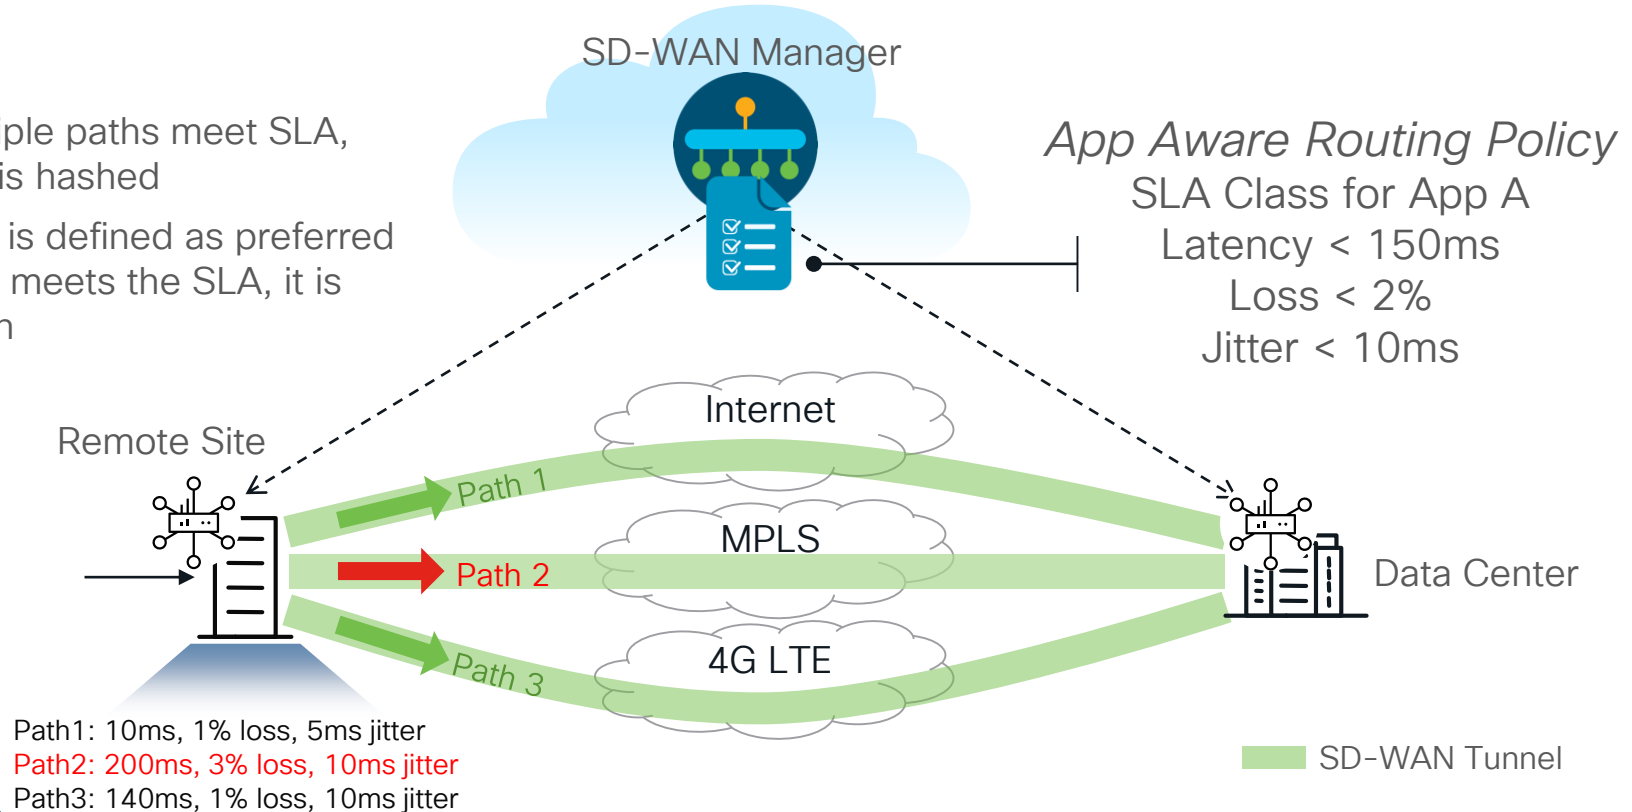 SD-WAN Manager
iple paths meet SLA,
is hashed
is defined as preferred
meets the SLA, it is
App Aware Routing Policy
SLA Class for App A
Latency < 150ms
Loss < 2%
Jitter < 10ms
Remote Site
Internet
Path 1
MPLS
Path 2
Data Center
4G LTE
Path 3
Path1: 10ms, 1% loss, 5ms jitter
Path2: 200ms, 3% loss, 10ms jitter
Path3: 140ms, 1% loss, 10ms jitter
SD-WAN Tunnel